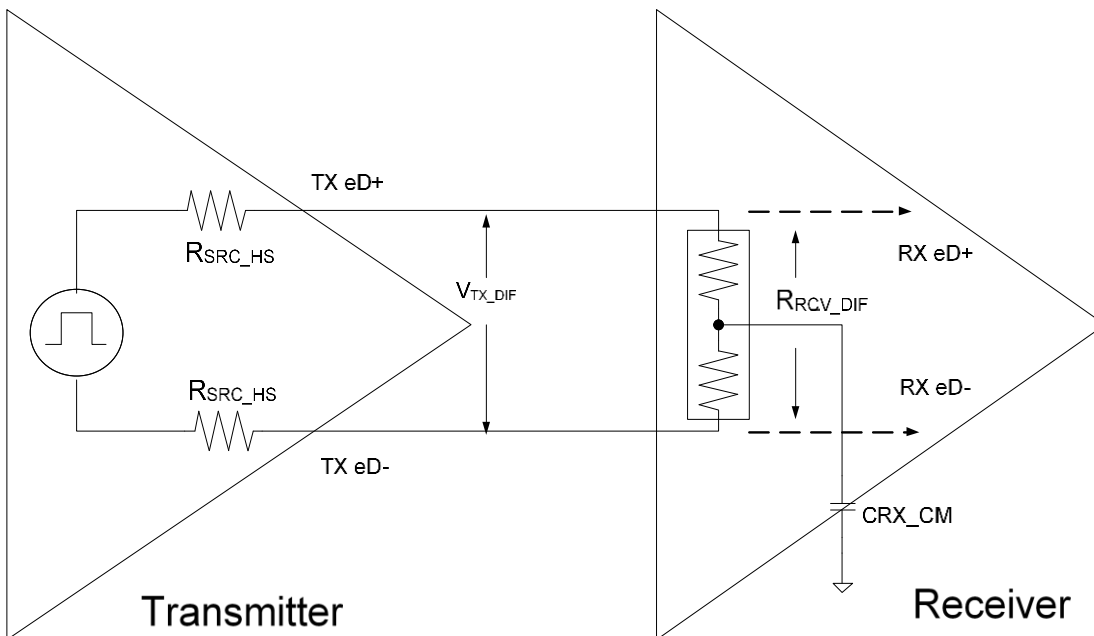 TX eD+
RSRC_HS
VTX_DIF
RSRC_HS
TX eD-
Transmitter
RX eD+
RRCV_DIF
RX eD-
CRX_CM
Receiver